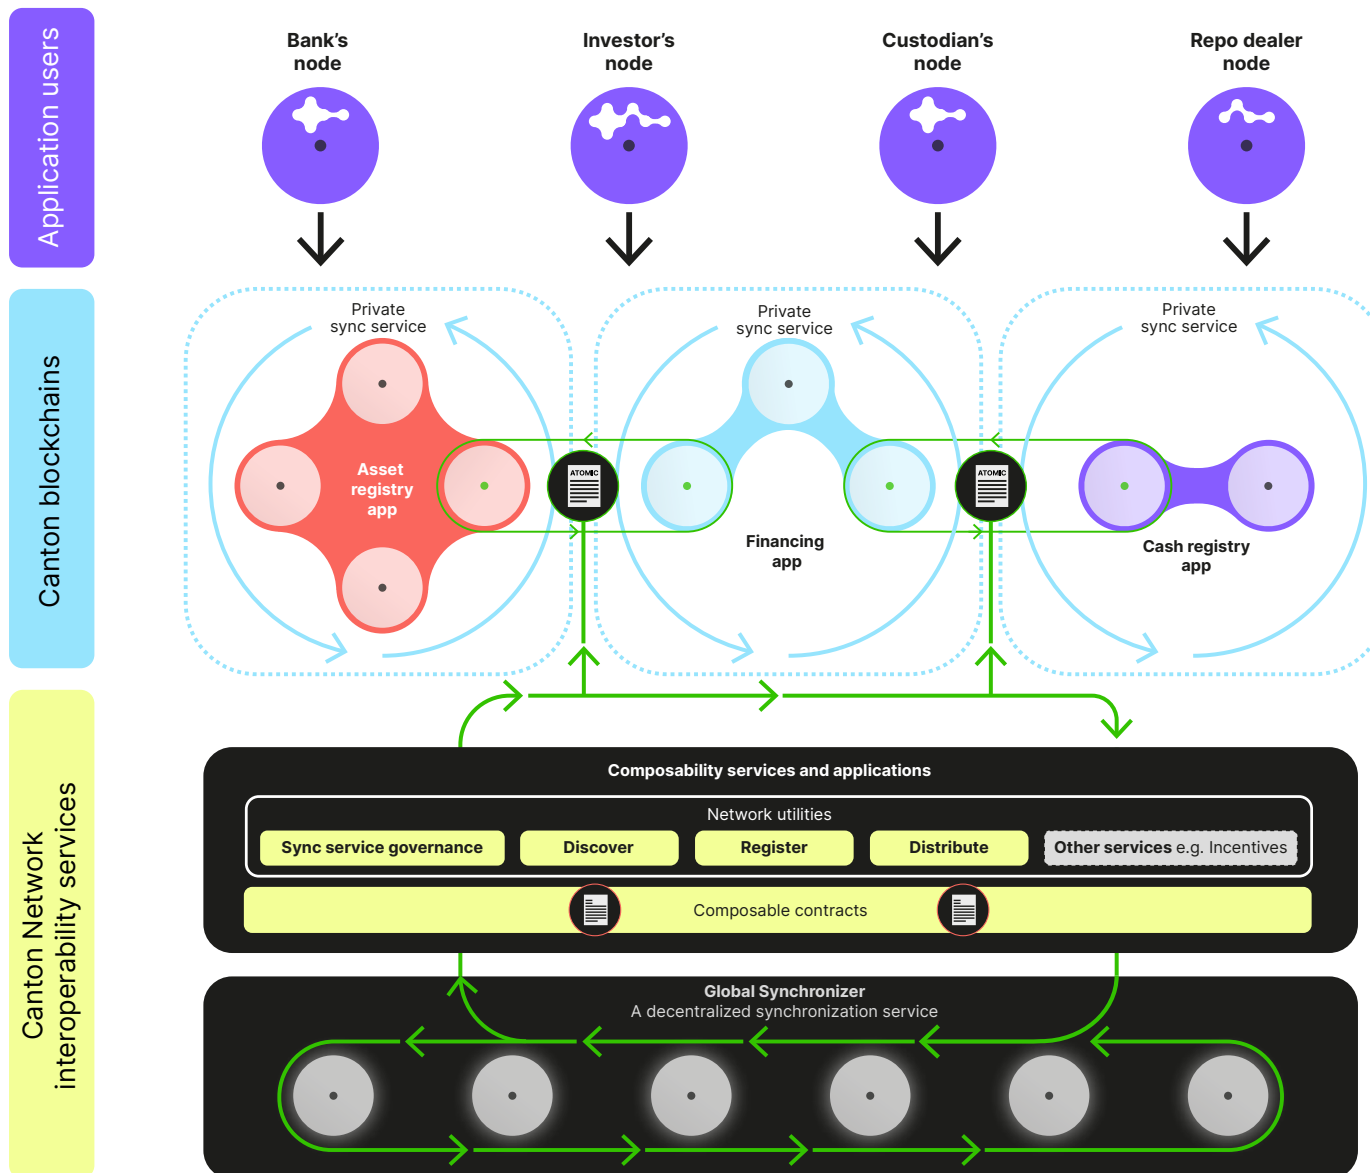 Application users
Bank’s
node
Investor’s
node
Custodian’s
node
Repo dealer
node
Canton blockchains
Private
sync service
Private
sync service
Private
sync service
Asset
registry
app
ATOMIC
Financing
app
ATOMIC
Cash registry
app
Canton Network
interoperability services
Composability services and applications
Network utilities
Sync service governance
Discover
Register
Distribute
Other services e.g. Incentives
Composable contracts
Global Synchronizer
A decentralized synchronization service